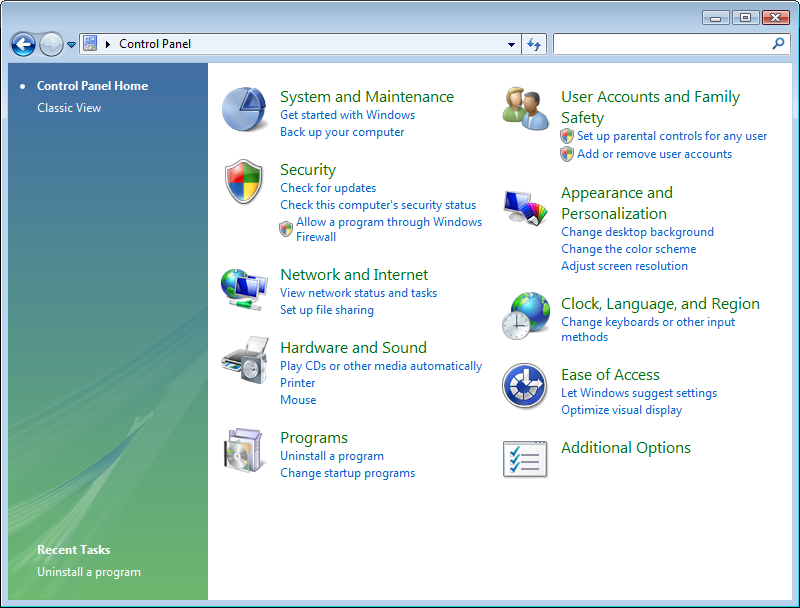 Control Panel
Control Panel Home
Classic View
Recent Tasks
Uninstall a program
System and Maintenance
Get started with Windows
Back up your computer
Security
Check for updates
Check this computer's security status
Allow a program through Windows
Firewall
Network and Internet
View network status and tasks
Set up file sharing
Hardware and Sound
Play CDs or other media automatically
Printer
Mouse
Programs
Uninstall a program
Change startup programs
User Accounts and Family
Safety
Set up parental controls for any user
Add or remove user accounts
Appearance and
Personalization
Change desktop background
Change the color scheme
Adjust screen resolution
Clock, Language, and Region
Change keyboards or other input
methods
Ease of Access
Let Windows suggest settings
Optimize visual display
Additional Options